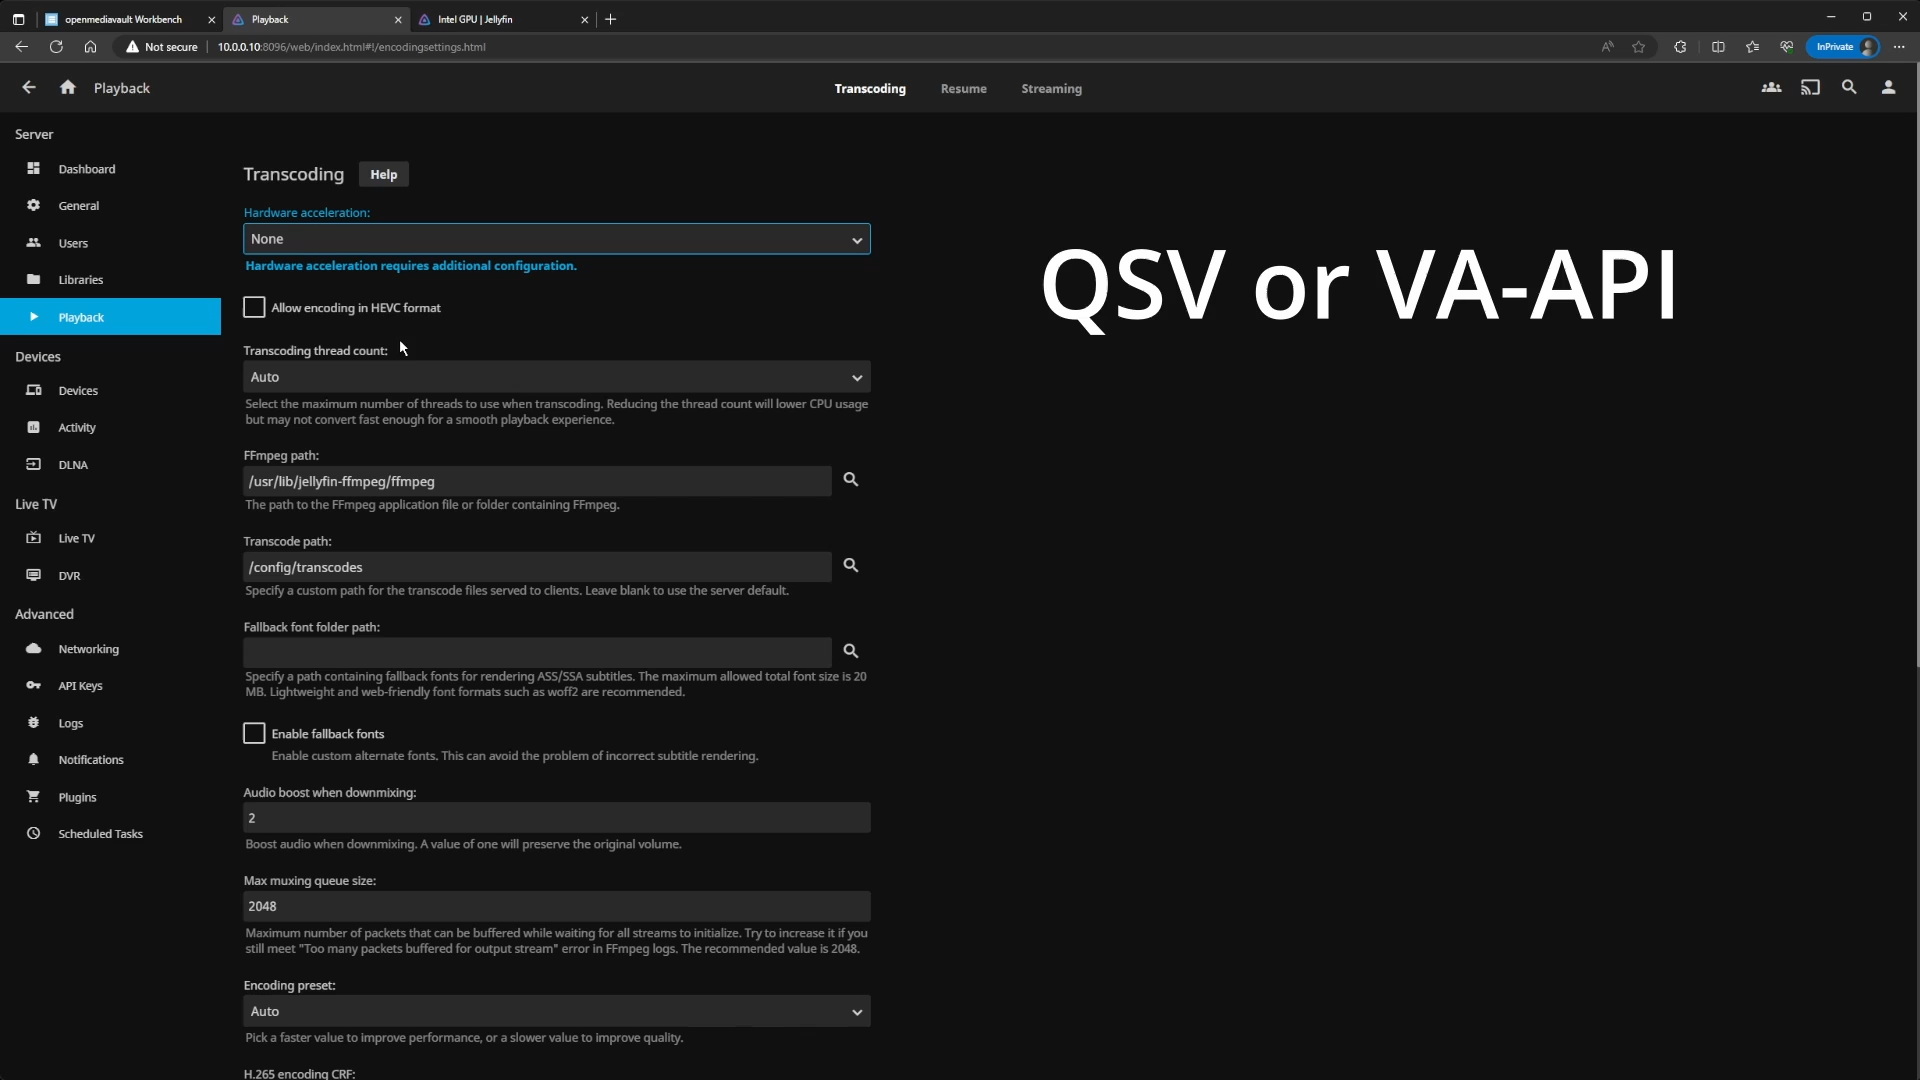 openmediavault Workbench
Playback
Intel GPU | Jellyfin
Not secure
10.0.0.10:8096/web/index.html#!/encodingsettings.html
InPrivate
Playback
Transcoding
Resume
Streaming
Server
Dashboard
General
Users
Libraries
Playback
Devices
Devices
Activity
DLNA
Live TV
Live TV
DVR
Advanced
Networking
API Keys
Logs
Notifications
Plugins
Scheduled Tasks
Transcoding
Help
Hardware acceleration:
None
Hardware acceleration requires additional configuration.
Allow encoding in HEVC format
Transcoding thread count:
Auto
Select the maximum number of threads to use when transcoding. Reducing the thread count will lower CPU usage
but may not convert fast enough for a smooth playback experience.
FFmpeg path:
/usr/lib/jellyfin-ffmpeg/ffmpeg
The path to the FFmpeg application file or folder containing FFmpeg.
Transcode path:
/config/transcodes
Specify a custom path for the transcode files served to clients. Leave blank to use the server default.
Fallback font folder path:
Specify a path containing fallback fonts for rendering ASS/SSA subtitles. The maximum allowed total font size is 20
MB. Lightweight and web-friendly font formats such as woff2 are recommended.
Enable fallback fonts
Enable custom alternate fonts. This can avoid the problem of incorrect subtitle rendering.
Audio boost when downmixing:
2
Boost audio when downmixing. A value of one will preserve the original volume.
Max muxing queue size:
2048
Maximum number of packets that can be buffered while waiting for all streams to initialize. Try to increase it if you
still meet "Too many packets buffered for output stream" error in FFmpeg logs. The recommended value is 2048.
Encoding preset:
Auto
Pick a faster value to improve performance, or a slower value to improve quality.
H.265 encoding CRF:
QSV or VA-API